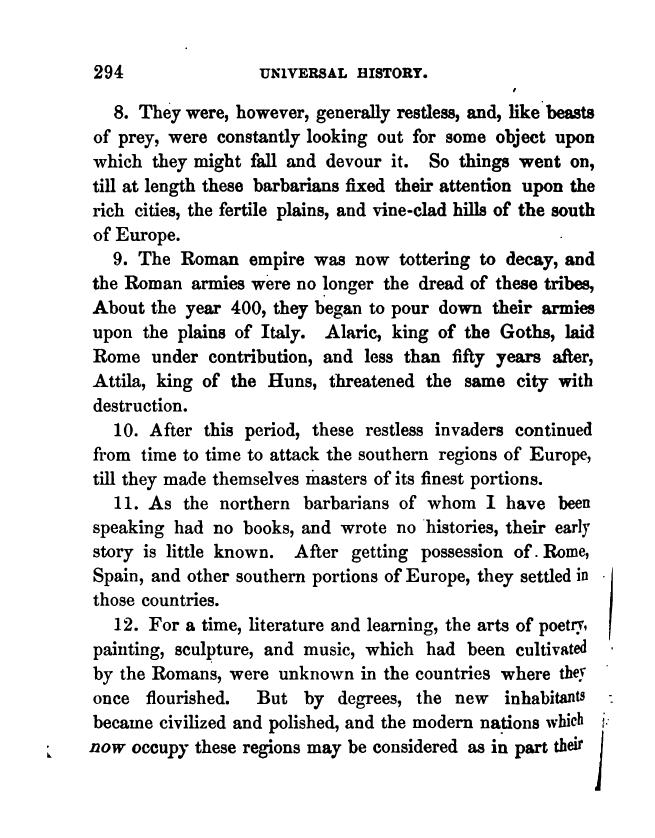 294 UNIVERSAL HISTORY.
8. They were, however, generally restless, and, like beasts
of prey, were constantly looking out for some object upon
which they might fall and devour it. So things went on,
till at length these barbarians fixed their attention upon the
rich cities, the fertile plains, and vine-clad hills of the south
of Europe.
9. The Roman empire was now tottering to decay, and
the Roman armies were no longer the dread of these tribes,
About the year 400, they began to pour down their armies
upon the plains of Italy. Alaric, king of the Goths, laid
Rome under contribution, and less than fifty years after,
Attila, king of the Huns, threatened the same city with
destruction.
10. After this period, these restless invaders continued
from time to time to attack the southern regions of Europe,
till they made themselves masters of its finest portions.
11. As the northern barbarians of whom I have been
speaking had no books, and wrote no histories, their early
story is little known. After getting possession of Rome,
Spain, and other southern portions of Europe, they settled in
those countries.
12. For a time, literature and learning, the arts of poetry,
painting, sculpture, and music, which had been cultivated
by the Romans, were unknown in the countries where they
once flourished. But by degrees, the new inhabitants
became civilized and polished, and the modern nations which
now occupy these regions may be considered as in part their